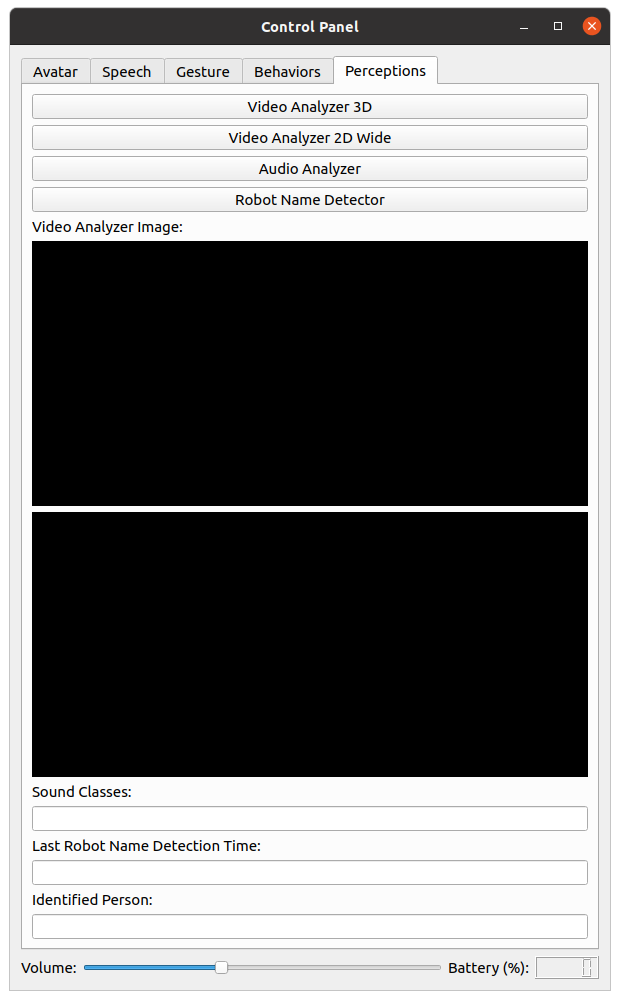 Control Panel
Avatar Speech Gesture Behaviors Perceptions
Video Analyzer 3D
Video Analyzer 2D Wide
Audio Analyzer
Robot Name Detector
Video Analyzer Image:
Sound Classes:
Last Robot Name Detection Time:
Identified Person:
Volume: Battery (%): 0